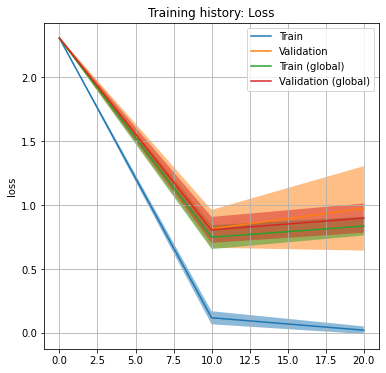 Training history: Loss
Train
Validation
Train (global)
Validation (global)
loss
2.0
1.5
1.0
0.5
0.0
0.0 2.5 5.0 7.5 10.0 12.5 15.0 17.5 20.0